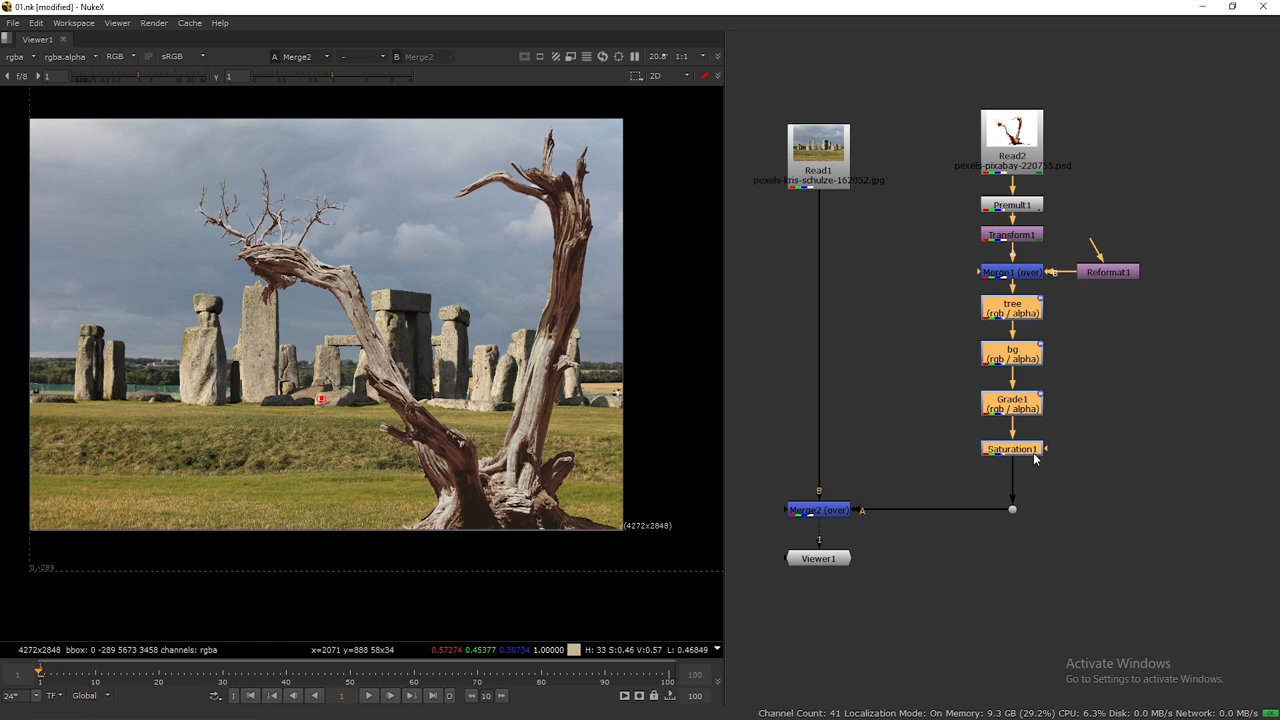 01.nk [modified] - NukeX
File Edit Workspace Viewer Render Cache Help
Viewer1
rgba rgba.alpha RGB IP sRGB A Merge2 - B Merge2 20.8 1:1
f/8 1 Y 1 2D
Read1
pexels-kris-schulze-162052.jpg
Read2
pexels-pixabay-220755.psd
Premult1
Transform1
A
Merge1 (over) B Reformat1
tree
(rgb / alpha)
bg
(rgb / alpha)
Grade1
(rgb / alpha)
Saturation1
B
Merge2 (over) A
1
Viewer1
(4272x2848)
0,-289
4272x2848 bbox: 0 -289 5673 3458 channels: rgba x=2071 y=888 58x34 0.57274 0.45377 0.30734 1.00000 H: 33 S:0.46 V:0.57 L: 0.46849
1 1 10 20 30 40 50 60 70 80 90 100 100
24* TF Global 1 10 100
Activate Windows
Go to Settings to activate Windows.
Channel Count: 41 Localization Mode: On Memory: 9.3 GB (29.2%) CPU: 6.3% Disk: 0.0 MB/s Network: 0.0 MB/s